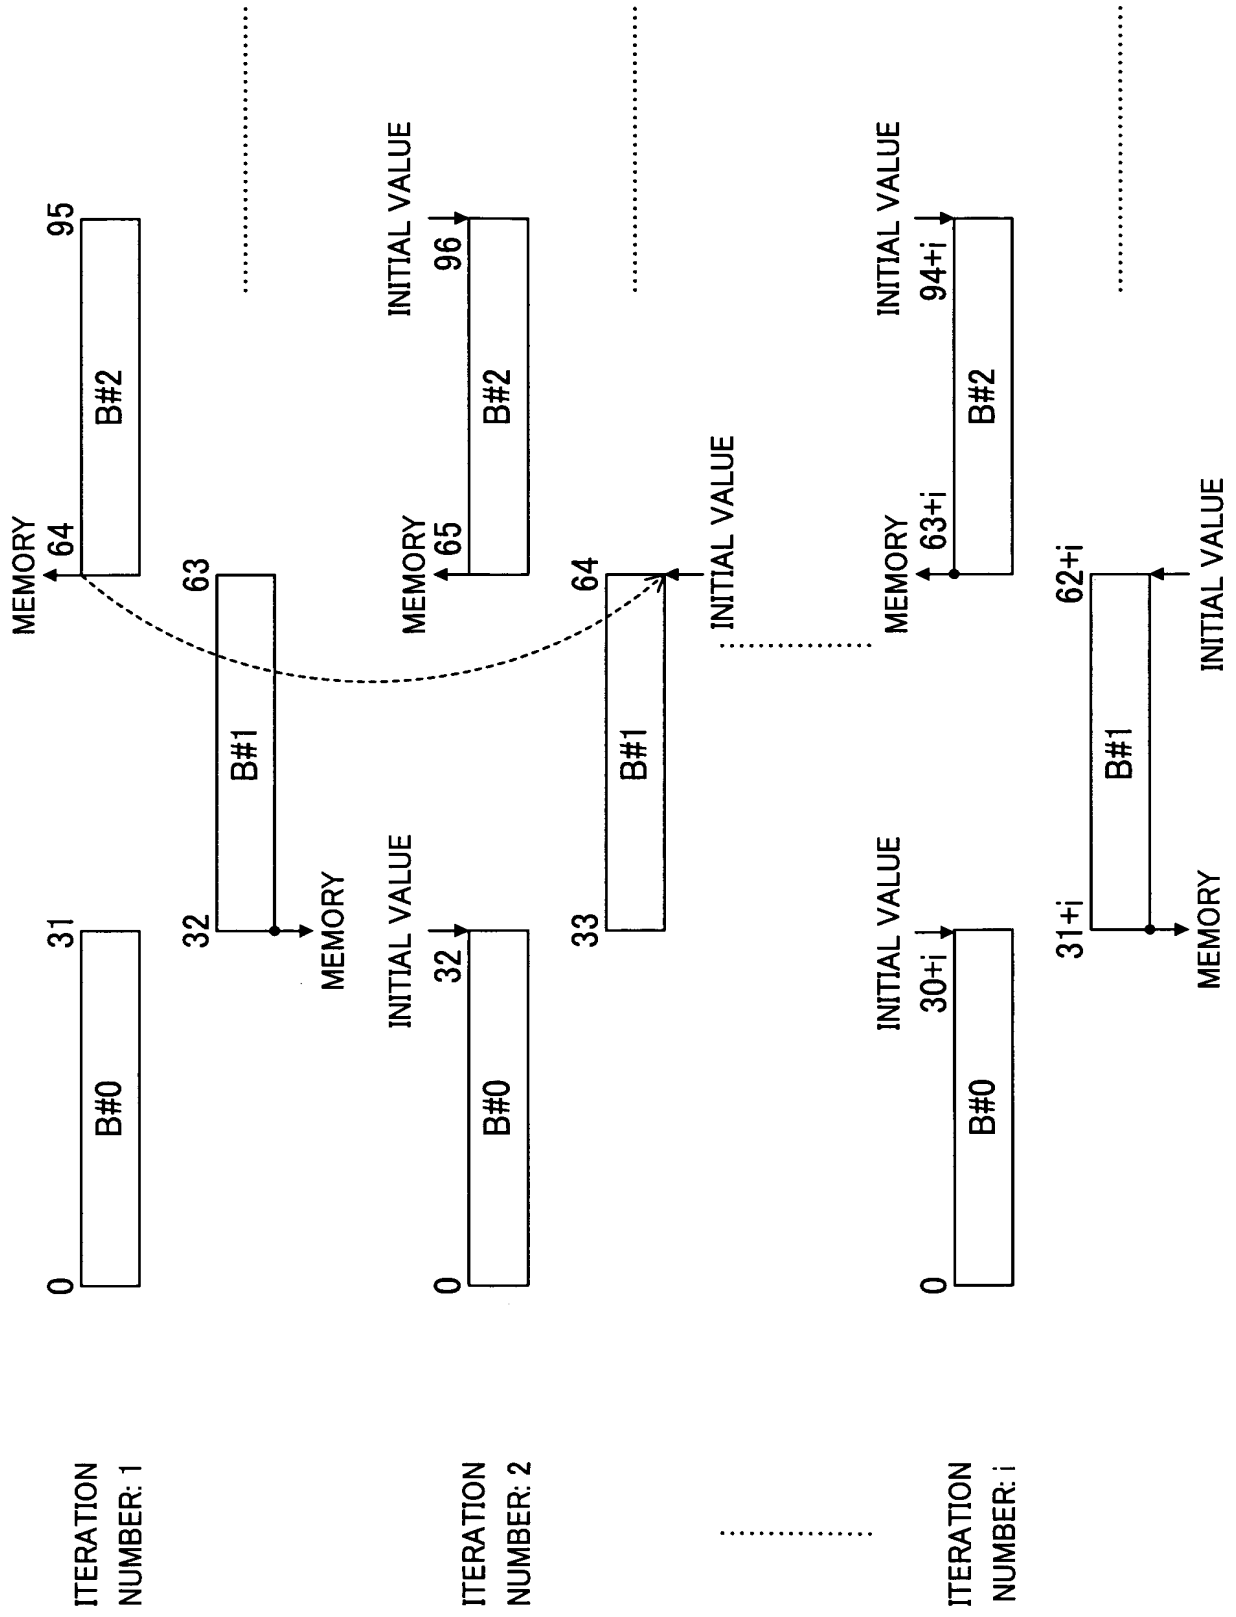 ITERATION
NUMBER: 1
0
31
B#0
MEMORY
64
95
B#2
32
63
B#1
MEMORY
ITERATION
NUMBER: 2
INITIAL VALUE
0
32
B#0
MEMORY
INITIAL VALUE
65
96
B#2
33
64
B#1
INITIAL VALUE
ITERATION
NUMBER: i
INITIAL VALUE
0
30+i
B#0
MEMORY
INITIAL VALUE
63+i
94+i
B#2
31+i
62+i
B#1
MEMORY
INITIAL VALUE